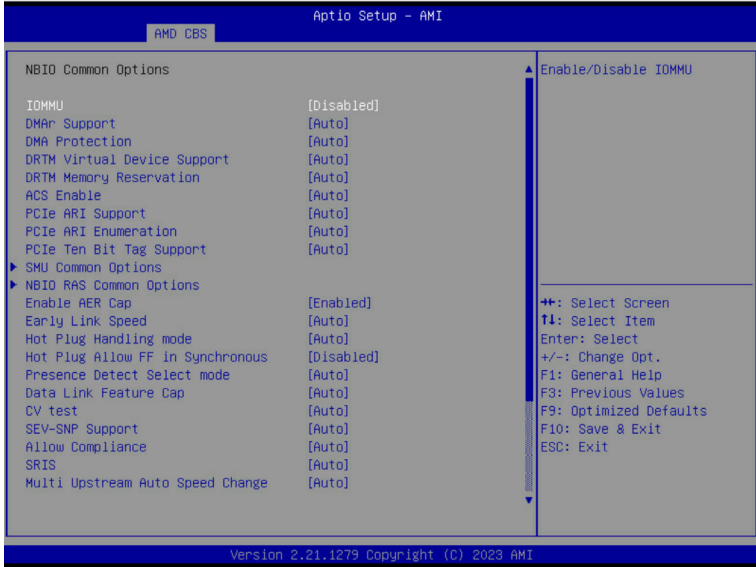 Aptio Setup – AMI
AMD CBS
NBIO Common Options
IOMMU [Disabled]
DMAr Support [Auto]
DMA Protection [Auto]
DRTM Virtual Device Support [Auto]
DRTM Memory Reservation [Auto]
ACS Enable [Auto]
PCIe ARI Support [Auto]
PCIe ARI Enumeration [Auto]
PCIe Ten Bit Tag Support [Auto]
SMU Common Options
NBIO RAS Common Options
Enable AER Cap [Enabled]
Early Link Speed [Auto]
Hot Plug Handling mode [Auto]
Hot Plug Allow FF in Synchronous [Disabled]
Presence Detect Select mode [Auto]
Data Link Feature Cap [Auto]
CV test [Auto]
SEV-SNP Support [Auto]
Allow Compliance [Auto]
SRIS [Auto]
Multi Upstream Auto Speed Change [Auto]
Enable/Disable IOMMU
→←: Select Screen
↑↓: Select Item
Enter: Select
+/-: Change Opt.
F1: General Help
F3: Previous Values
F9: Optimized Defaults
F10: Save & Exit
ESC: Exit
Version 2.21.1279 Copyright (C) 2023 AMI